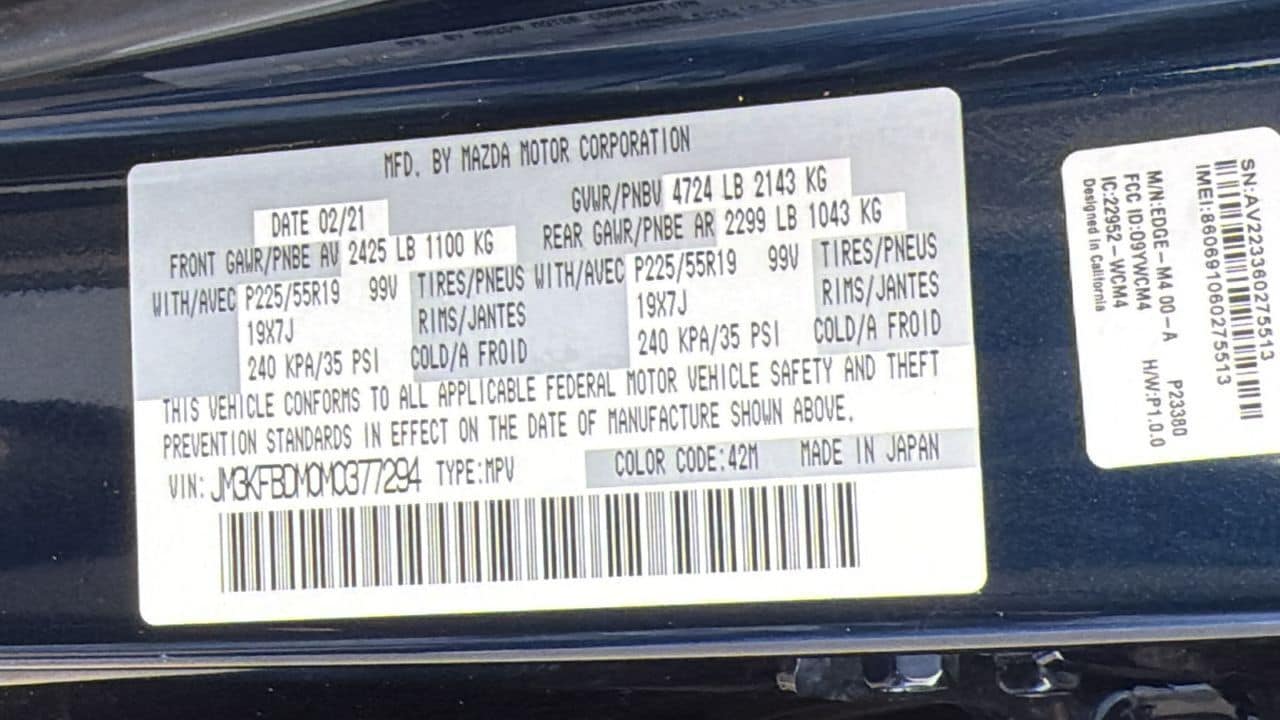 MFD. BY MAZDA MOTOR CORPORATION
DATE 02/21 GVWR/PNBV 4724 LB 2143 KG
FRONT GAWR/PNBE AV 2425 LB 1100 KG REAR GAWR/PNBE AR 2299 LB 1043 KG
WITH/AVEC P225/55R19 99V TIRES/PNEUS WITH/AVEC P225/55R19 99V TIRES/PNEUS
19X7J RIMS/JANTES 19X7J RIMS/JANTES
240 KPA/35 PSI COLD/A FROID 240 KPA/35 PSI COLD/A FROID
THIS VEHICLE CONFORMS TO ALL APPLICABLE FEDERAL MOTOR VEHICLE SAFETY AND THEFT
PREVENTION STANDARDS IN EFFECT ON THE DATE OF MANUFACTURE SHOWN ABOVE.
VIN: JM3KFBDM0M0377294 TYPE:MPV COLOR CODE:42M MADE IN JAPAN
SN:AV223360275513
IMEI:860691060275513
M/N:EDGE-M4 00-A P23380
FCC ID:O9YWCM4 H/W:P1.0.0
IC:22952-WCM4
Designed in California